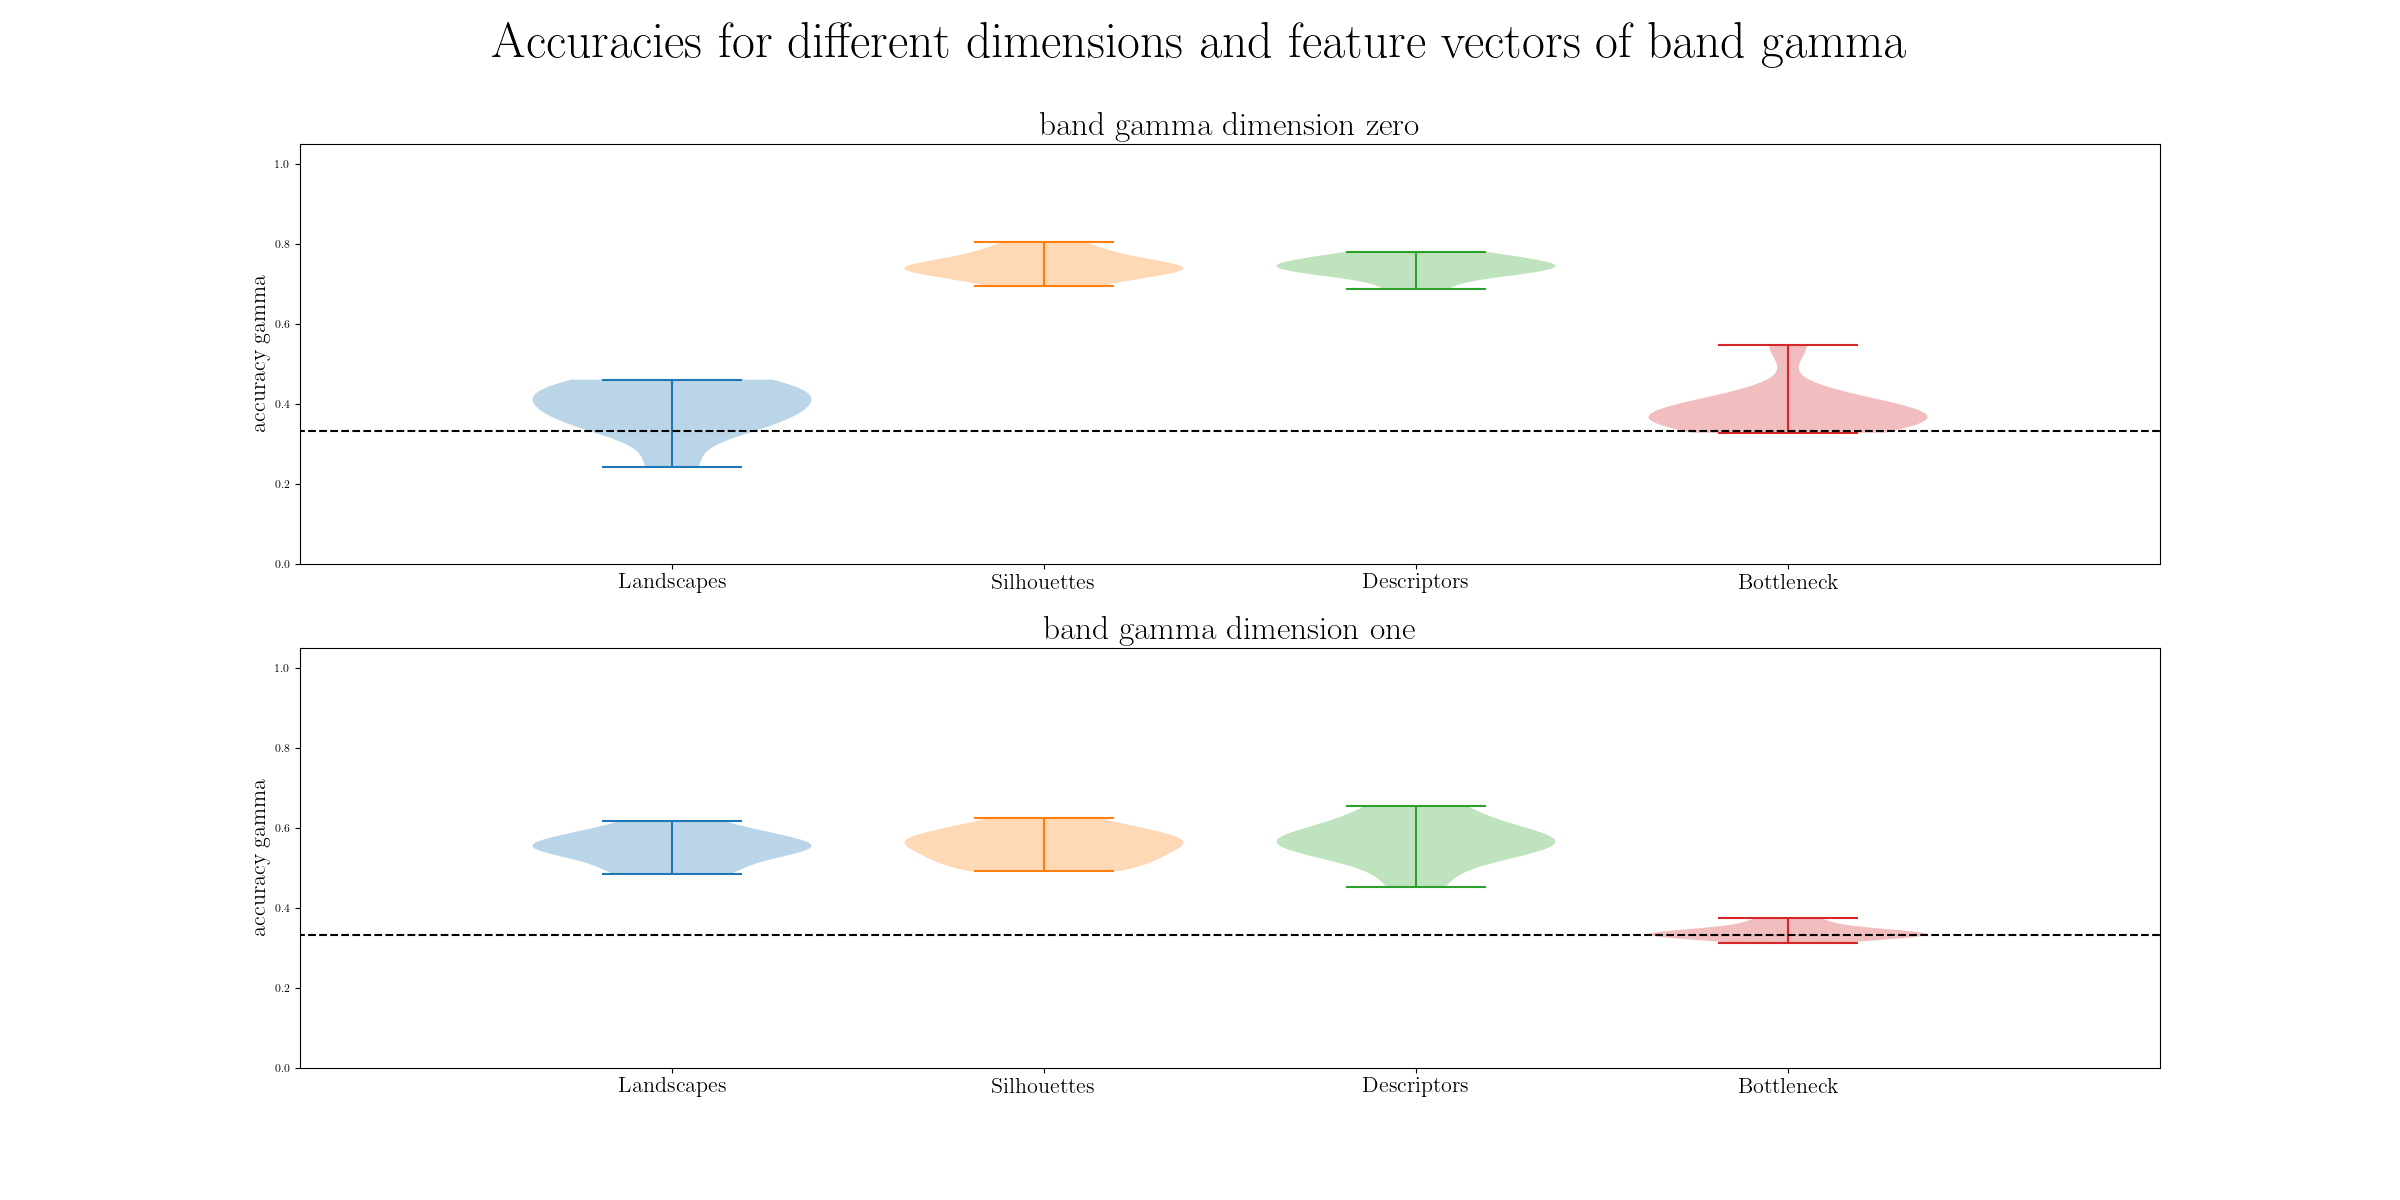 Accuracies for different dimensions and feature vectors of band gamma
band gamma dimension zero
1.0
0.8
0.6
0.4
0.2
0.0
accuracy gamma
Landscapes Silhouettes Descriptors Bottleneck
band gamma dimension one
1.0
0.8
0.6
0.4
0.2
0.0
accuracy gamma
Landscapes Silhouettes Descriptors Bottleneck